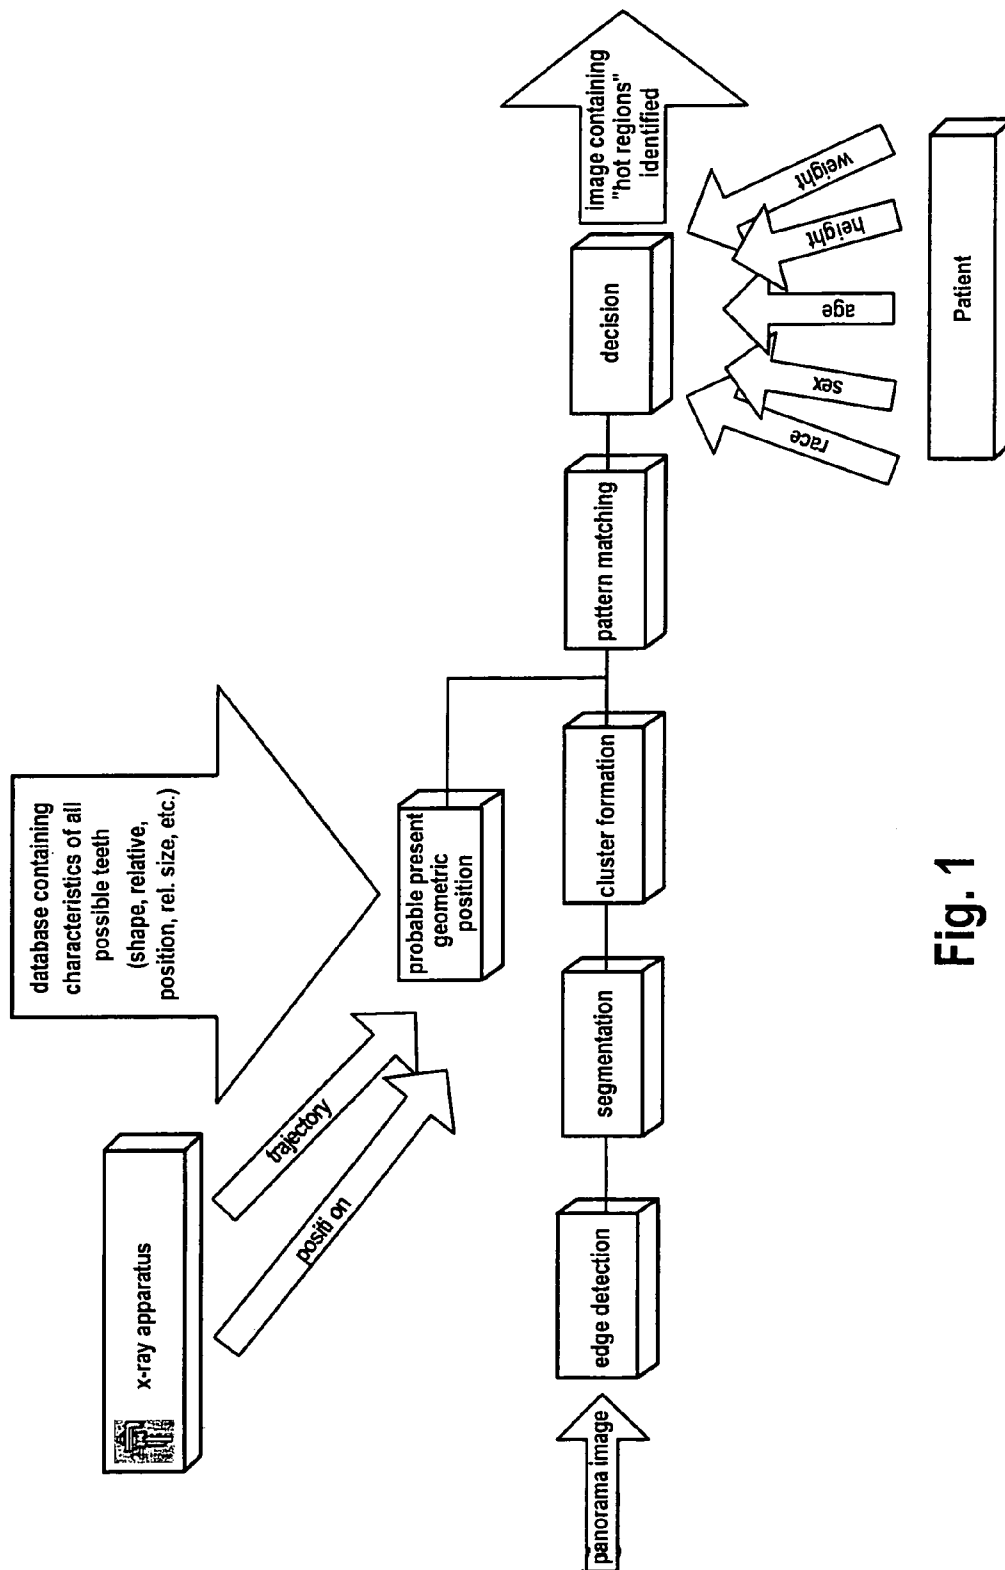 x-ray apparatus
trajectory
positi on
database containing
characteristics of all
possible teeth
(shape, relative,
position, rel. size, etc.)
probable present
geometric
position
panorama image
edge detection
segmentation
cluster formation
pattern matching
decision
image containing
"hot regions"
identified
race
sex
age
height
weight
Patient
Fig. 1